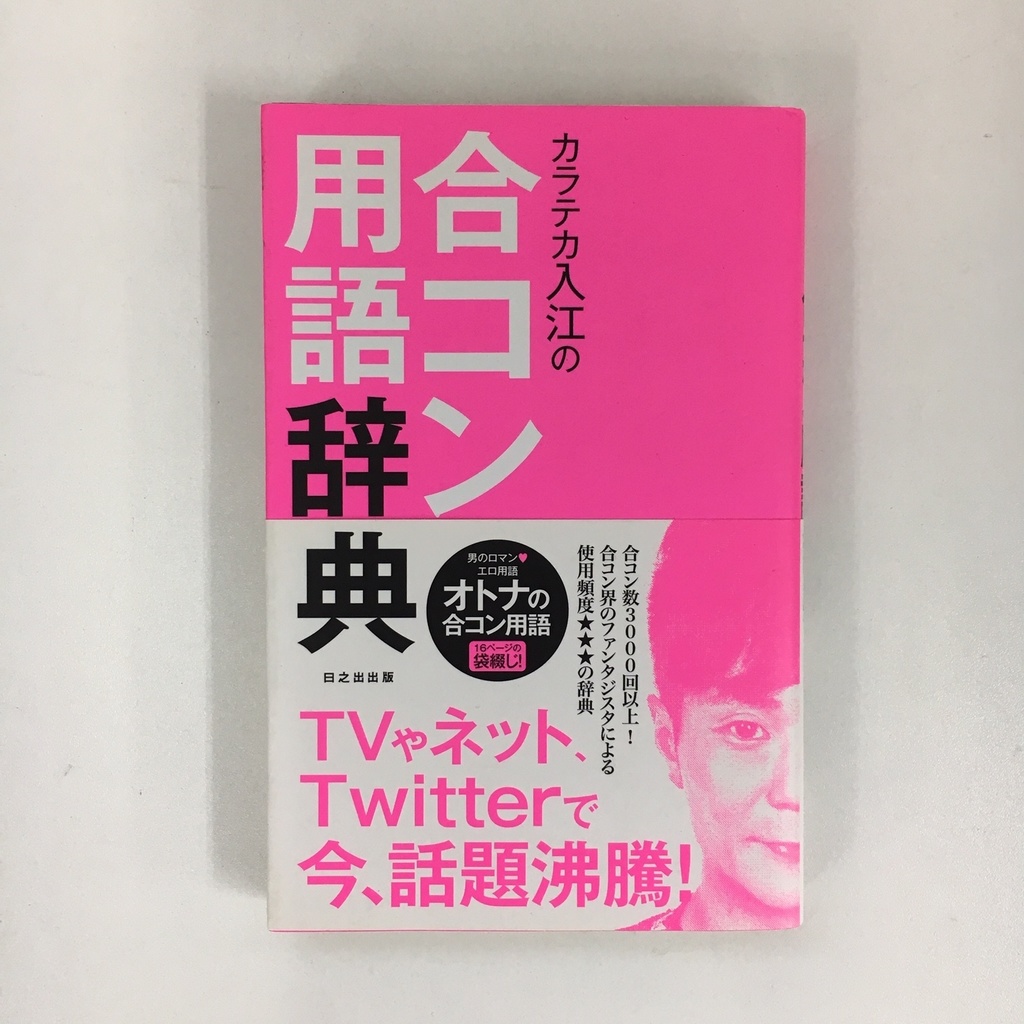 カラテカ入江の
合コン
用語辞典
日之出出版
男のロマン♥
エロ用語
オトナの
合コン用語
16ページの
袋綴じ!
合コン数3000回以上!
合コン界のファンタジスタによる
使用頻度★★★の辞典
TVやネット、
Twitterで
今、話題沸騰!